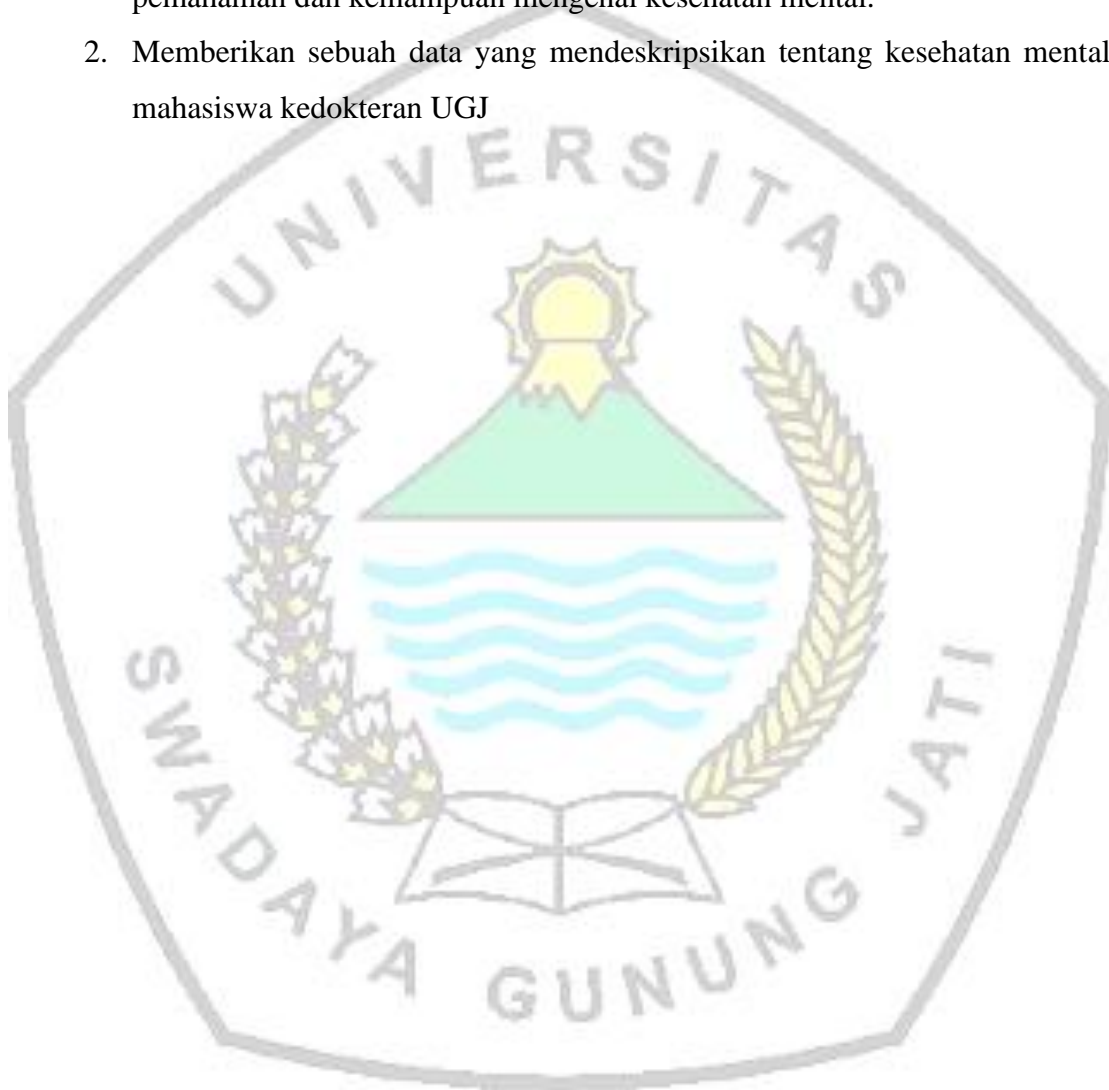 pemahaman dan kemampuan mengenai kesehatan mental.
2. Memberikan sebuah data yang mendeskripsikan tentang kesehatan mental
mahasiswa kedokteran UGJ
UNIVERSITAS
SWADAYA GUNUNG JATI